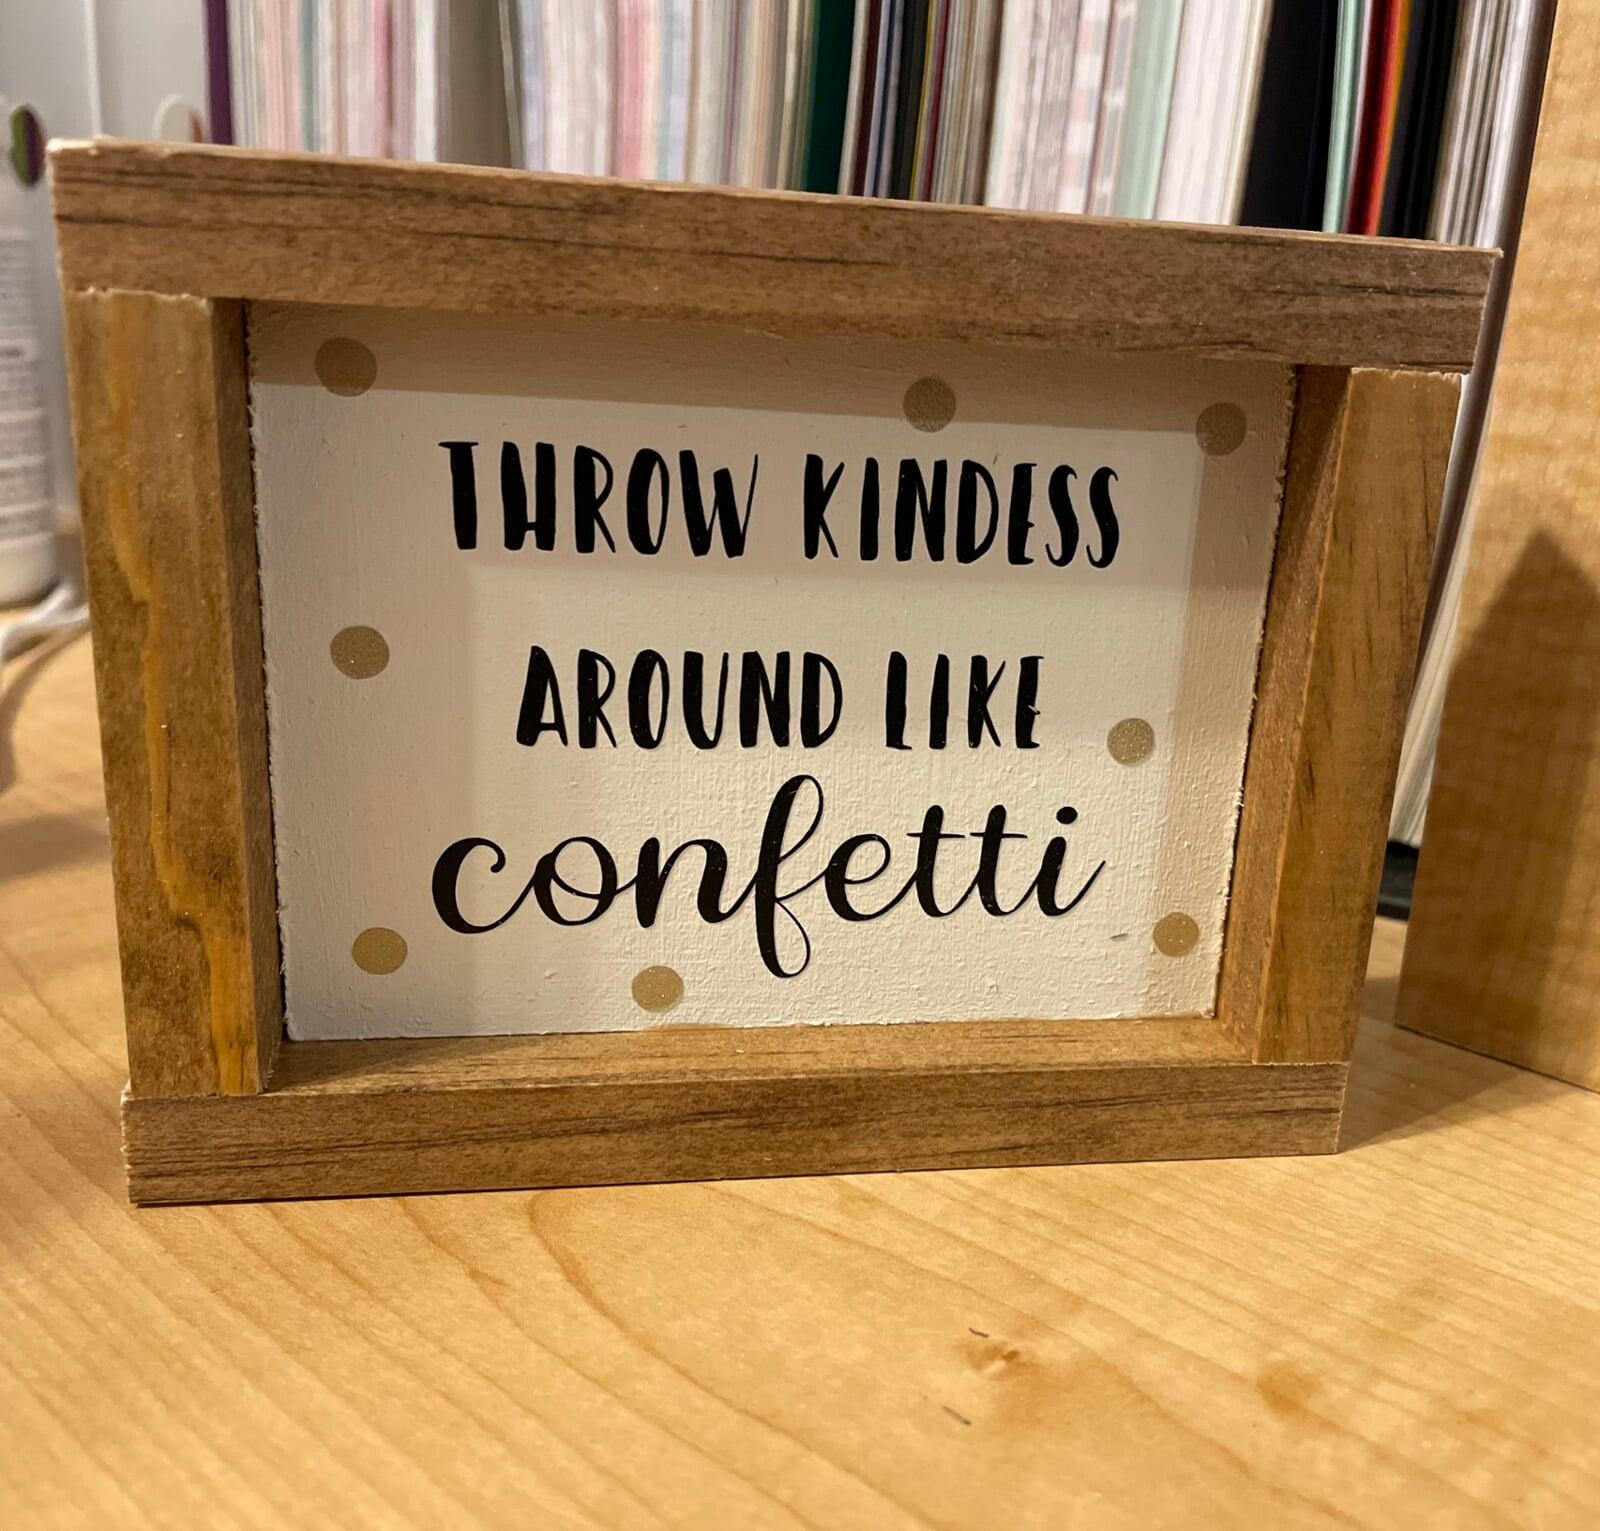 THROW KINDESS
AROUND LIKE
confetti